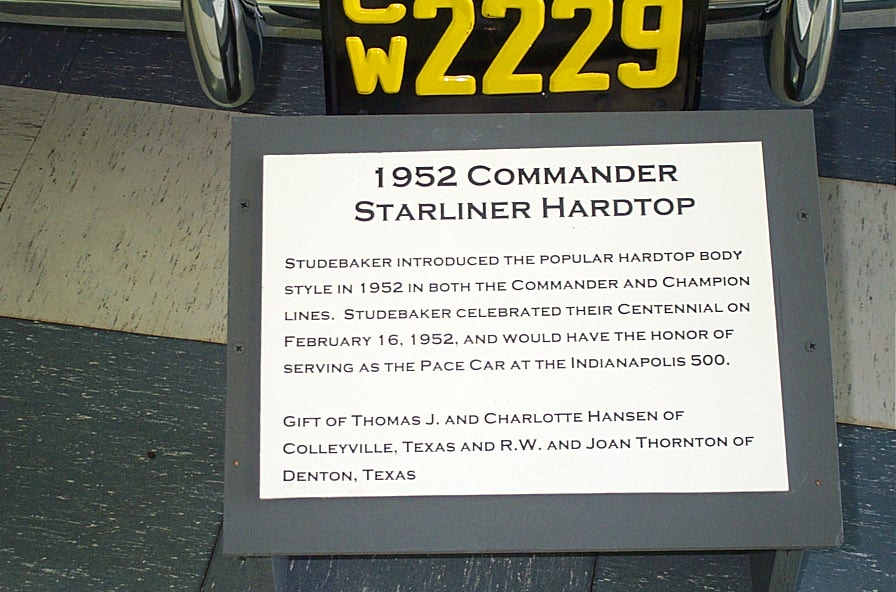 W2229
1952 COMMANDER
STARLINER HARDTOP
STUDEBAKER INTRODUCED THE POPULAR HARDTOP BODY
STYLE IN 1952 IN BOTH THE COMMANDER AND CHAMPION
LINES. STUDEBAKER CELEBRATED THEIR CENTENNIAL ON
FEBRUARY 16, 1952, AND WOULD HAVE THE HONOR OF
SERVING AS THE PACE CAR AT THE INDIANAPOLIS 500.
GIFT OF THOMAS J. AND CHARLOTTE HANSEN OF
COLLEYVILLE, TEXAS AND R.W. AND JOAN THORNTON OF
DENTON, TEXAS